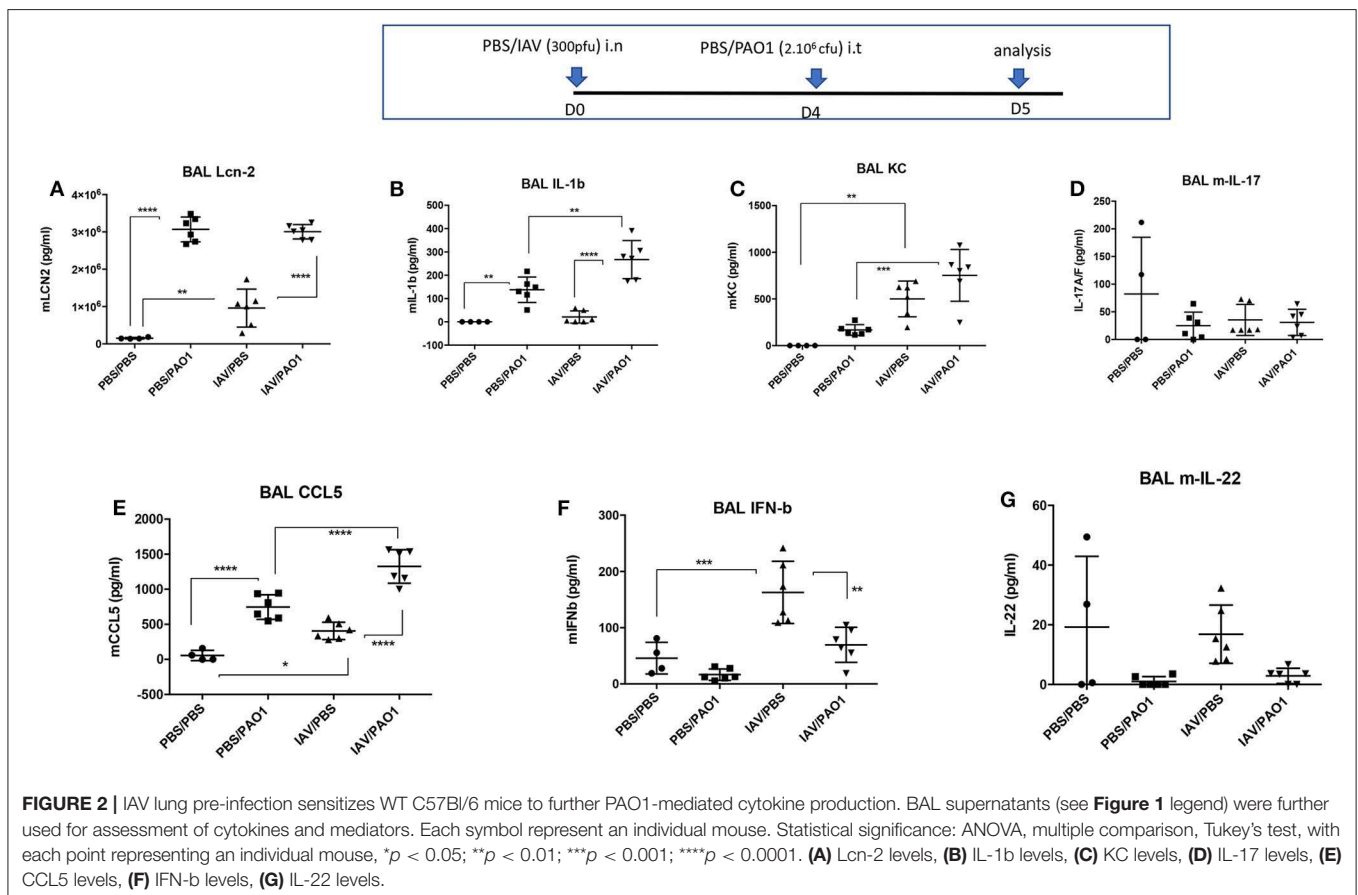 PBS/IAV (300pfu) i.n PBS/PAO1 (2.10⁶ cfu) i.t analysis
D0 D4 D5
A
BAL Lcn-2
mLCN2 (pg/ml)
4×10⁶
3×10⁶
2×10⁶
1×10⁶
0
****
**
****
PBS/PBS
PBS/PAO1
IAV/PBS
IAV/PAO1
B
BAL IL-1b
mIL-1b (pg/ml)
500
400
300
200
100
0
-100
**
**
****
PBS/PBS
PBS/PAO1
IAV/PBS
IAV/PAO1
C
BAL KC
mKC (pg/ml)
1500
1000
500
0
**
***
PBS/PBS
PBS/PAO1
IAV/PBS
IAV/PAO1
D
BAL m-IL-17
IL-17A/F (pg/ml)
250
200
150
100
50
0
PBS/PBS
PBS/PAO1
IAV/PBS
IAV/PAO1
E
BAL CCL5
mCCL5 (pg/ml)
2000
1500
1000
500
0
-500
****
****
****
*
PBS/PBS
PBS/PAO1
IAV/PBS
IAV/PAO1
F
BAL IFN-b
mIFNb (pg/ml)
300
200
100
0
***
**
PBS/PBS
PBS/PAO1
IAV/PBS
IAV/PAO1
G
BAL m-IL-22
IL-22 (pg/ml)
60
40
20
0
PBS/PBS
PBS/PAO1
IAV/PBS
IAV/PAO1
FIGURE 2 | IAV lung pre-infection sensitizes WT C57Bl/6 mice to further PAO1-mediated cytokine production. BAL supernatants (see Figure 1 legend) were further
used for assessment of cytokines and mediators. Each symbol represent an individual mouse. Statistical significance: ANOVA, multiple comparison, Tukey's test, with
each point representing an individual mouse, *p < 0.05; **p < 0.01; ***p < 0.001; ****p < 0.0001. (A) Lcn-2 levels, (B) IL-1b levels, (C) KC levels, (D) IL-17 levels, (E)
CCL5 levels, (F) IFN-b levels, (G) IL-22 levels.